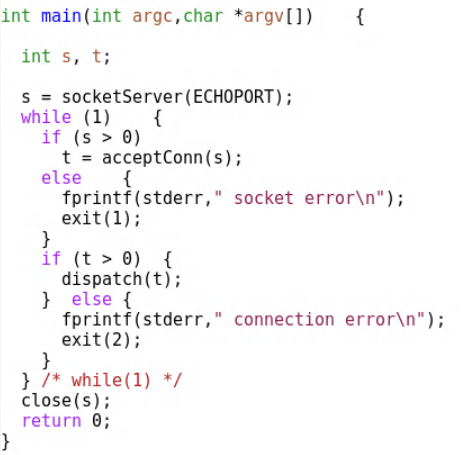 int main(int argc,char *argv[])    {
  int s, t;
  s = socketServer(ECHOPORT);
  while (1)    {
    if (s > 0)
      t = acceptConn(s);
    else    {
      fprintf(stderr," socket error\n");
      exit(1);
    }
    if (t > 0)  {
      dispatch(t);
    }  else {
      fprintf(stderr," connection error\n");
      exit(2);
    }
  } /* while(1) */
  close(s);
  return 0;
}